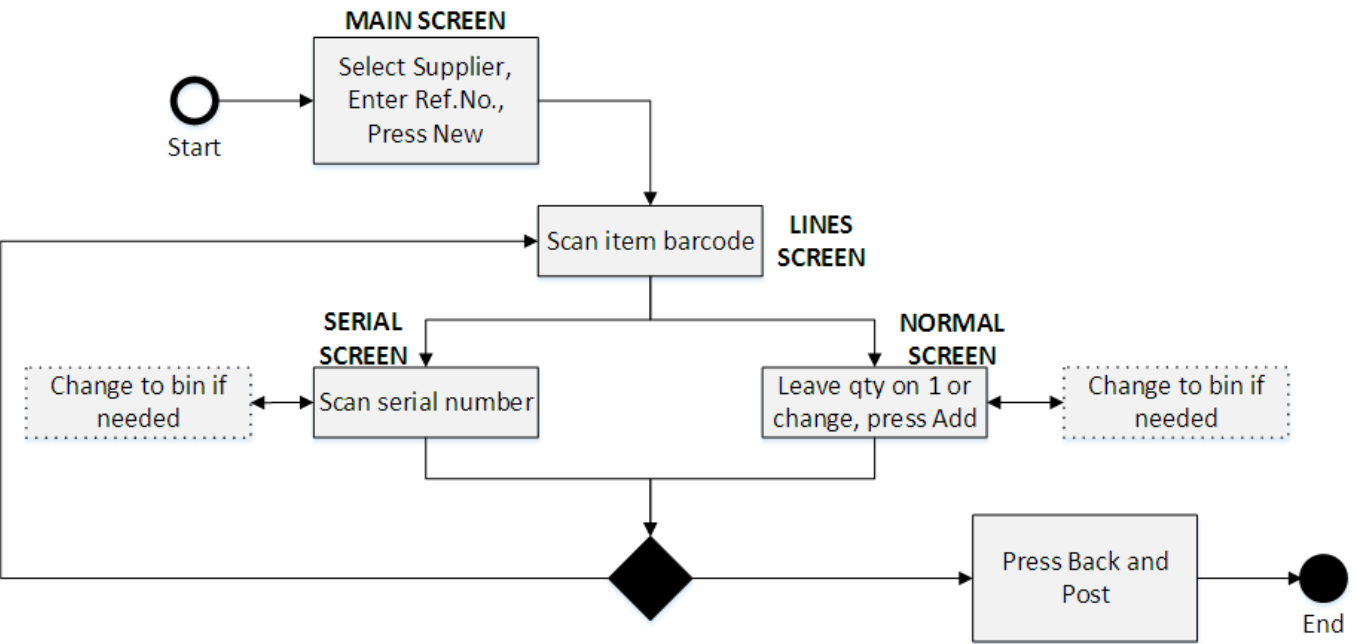 MAIN SCREEN
Select Supplier,
Enter Ref.No.,
Press New
Start
Scan item barcode
LINES
SCREEN
SERIAL
SCREEN
NORMAL
SCREEN
Change to bin if
needed
Scan serial number
Leave qty on 1 or
change, press Add
Change to bin if
needed
Press Back and
Post
End